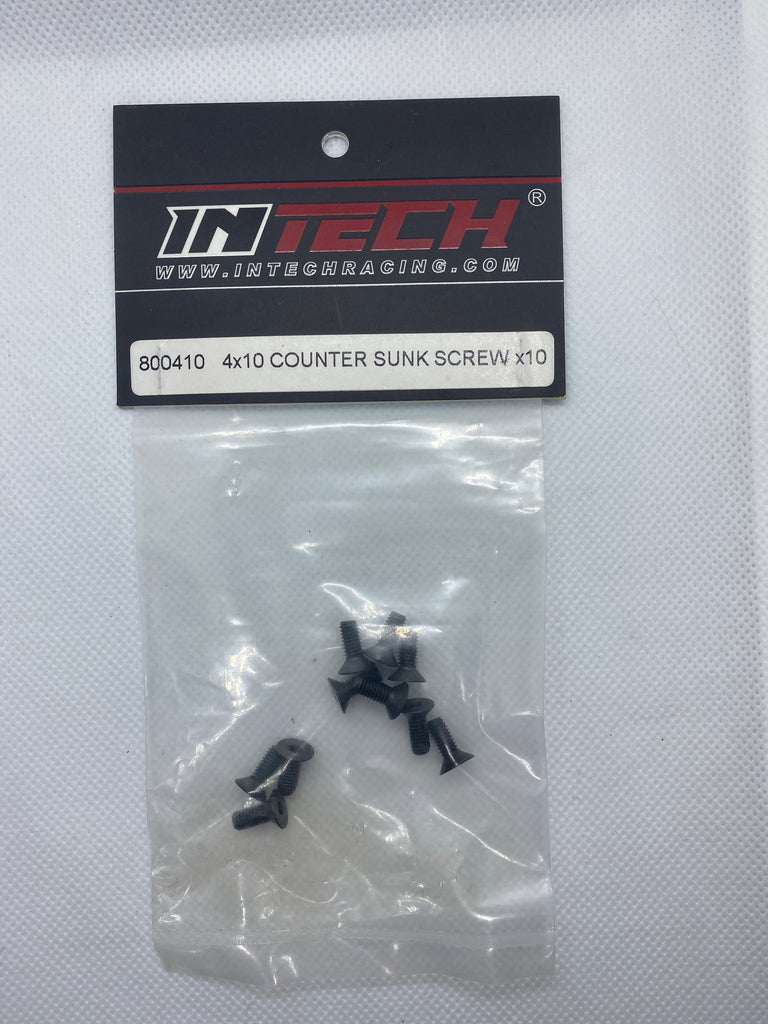 INTECH®
WWW.INTECHRACING.COM
800410 4x10 COUNTER SUNK SCREW x10